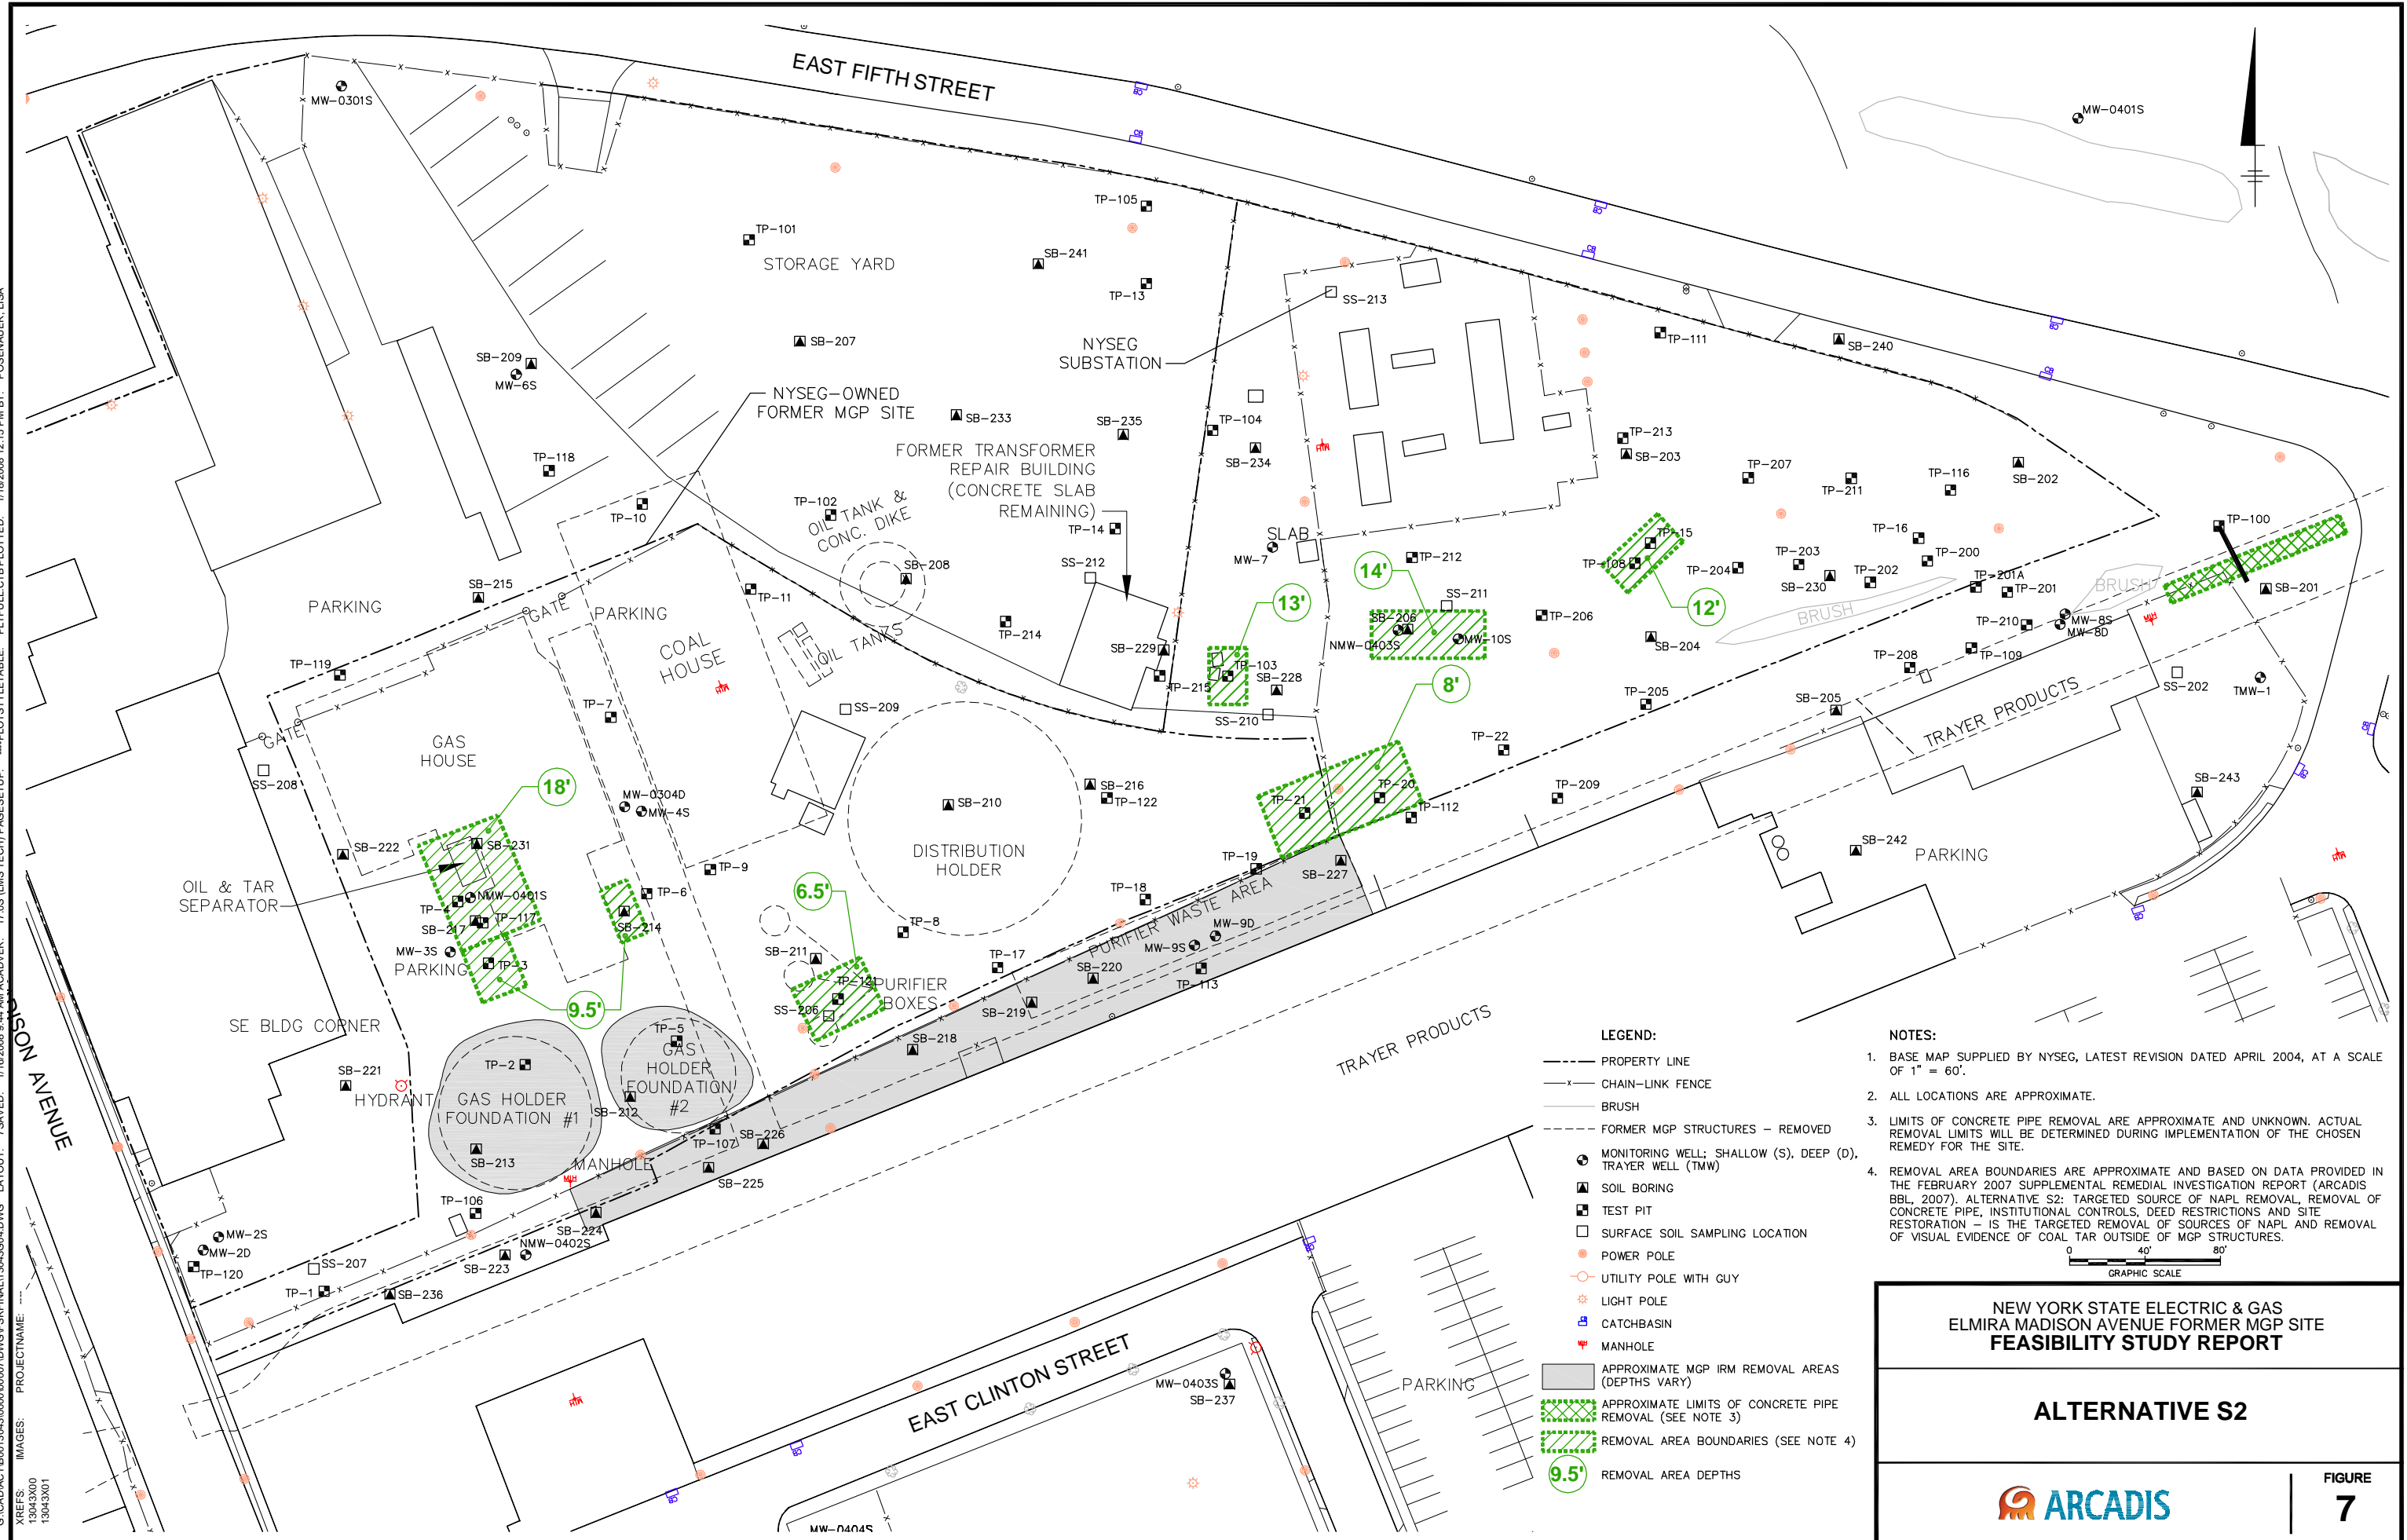 EAST FIFTH STREET
MW-0301S
MW-0401S
TP-105
TP-101
STORAGE YARD
SB-241
TP-13
SS-213
SB-207
NYSEG
SUBSTATION
TP-111
SB-240
SB-209
MW-6S
NYSEG-OWNED
FORMER MGP SITE
SB-233
SB-235
TP-104
SB-234
FORMER TRANSFORMER
REPAIR BUILDING
(CONCRETE SLAB
REMAINING)
TP-213
SB-203
TP-118
TP-207
TP-211
TP-116
SB-202
TP-10
TP-102
OIL TANK &
CONC. DIKE
TP-14
SLAB
MW-7
TP-15
TP-16
TP-100
SS-212
SB-208
TP-212
14'
TP-108
TP-204
TP-203
TP-200
SB-230
TP-202
TP-201A
TP-201
SB-201
BRUSH
BRUSH
SB-215
PARKING
GATE
PARKING
TP-11
13'
SS-211
12'
COAL
HOUSE
OIL TANKS
TP-214
SB-229
SB-206
NMW-0403S
MW-10S
TP-206
SB-204
TP-210
MW-8S
MW-8D
TP-119
TP-103
SB-228
TP-215
8'
TP-208
TP-109
SS-202
TMW-1
GATE
TP-7
SS-209
SS-210
TP-205
SB-205
TRAYER PRODUCTS
GAS
HOUSE
SS-208
TP-22
18'
MW-0304D
MW-4S
SB-210
SB-216
TP-122
TP-21
TP-20
TP-112
TP-209
SB-243
SB-222
SB-231
DISTRIBUTION
HOLDER
SB-242
PARKING
OIL & TAR
SEPARATOR
TP-9
TP-19
SB-227
TP-4
NMW-0401S
TP-6
6.5'
TP-18
PURIFIER WASTE AREA
SB-217
TP-117
SB-214
TP-8
MW-9D
MW-9S
MW-3S
PARKING
TP-3
SB-211
TP-17
SB-220
TP-113
9.5'
TP-121
PURIFIER
BOXES
SS-206
SB-219
SE BLDG CORNER
TP-5
GAS
HOLDER
FOUNDATION
#2
SB-218
TRAYER PRODUCTS
TP-2
SB-221
HYDRANT
GAS HOLDER
FOUNDATION #1
SB-212
TP-107
SB-226
SB-213
MANHOLE
SB-225
TP-106
SB-224
NMW-0402S
SB-223
MW-2S
MW-2D
TP-120
SS-207
TP-1
SB-236
EAST CLINTON STREET
MW-0403S
SB-237
PARKING
MW-0404S
LEGEND:
PROPERTY LINE
CHAIN-LINK FENCE
BRUSH
FORMER MGP STRUCTURES - REMOVED
MONITORING WELL; SHALLOW (S), DEEP (D),
TRAYER WELL (TMW)
SOIL BORING
TEST PIT
SURFACE SOIL SAMPLING LOCATION
POWER POLE
UTILITY POLE WITH GUY
LIGHT POLE
CATCHBASIN
MANHOLE
APPROXIMATE MGP IRM REMOVAL AREAS
(DEPTHS VARY)
APPROXIMATE LIMITS OF CONCRETE PIPE
REMOVAL (SEE NOTE 3)
REMOVAL AREA BOUNDARIES (SEE NOTE 4)
9.5' REMOVAL AREA DEPTHS
NOTES:
1. BASE MAP SUPPLIED BY NYSEG, LATEST REVISION DATED APRIL 2004, AT A SCALE
OF 1" = 60'.
2. ALL LOCATIONS ARE APPROXIMATE.
3. LIMITS OF CONCRETE PIPE REMOVAL ARE APPROXIMATE AND UNKNOWN. ACTUAL
REMOVAL LIMITS WILL BE DETERMINED DURING IMPLEMENTATION OF THE CHOSEN
REMEDY FOR THE SITE.
4. REMOVAL AREA BOUNDARIES ARE APPROXIMATE AND BASED ON DATA PROVIDED IN
THE FEBRUARY 2007 SUPPLEMENTAL REMEDIAL INVESTIGATION REPORT (ARCADIS
BBL, 2007). ALTERNATIVE S2: TARGETED SOURCE OF NAPL REMOVAL, REMOVAL OF
CONCRETE PIPE, INSTITUTIONAL CONTROLS, DEED RESTRICTIONS AND SITE
RESTORATION - IS THE TARGETED REMOVAL OF SOURCES OF NAPL AND REMOVAL
OF VISUAL EVIDENCE OF COAL TAR OUTSIDE OF MGP STRUCTURES.
0 40' 80'
GRAPHIC SCALE
NEW YORK STATE ELECTRIC & GAS
ELMIRA MADISON AVENUE FORMER MGP SITE
FEASIBILITY STUDY REPORT
ALTERNATIVE S2
ARCADIS
FIGURE
7
XREFS: IMAGES: PROJECTNAME: ----
13043X00
13043X01